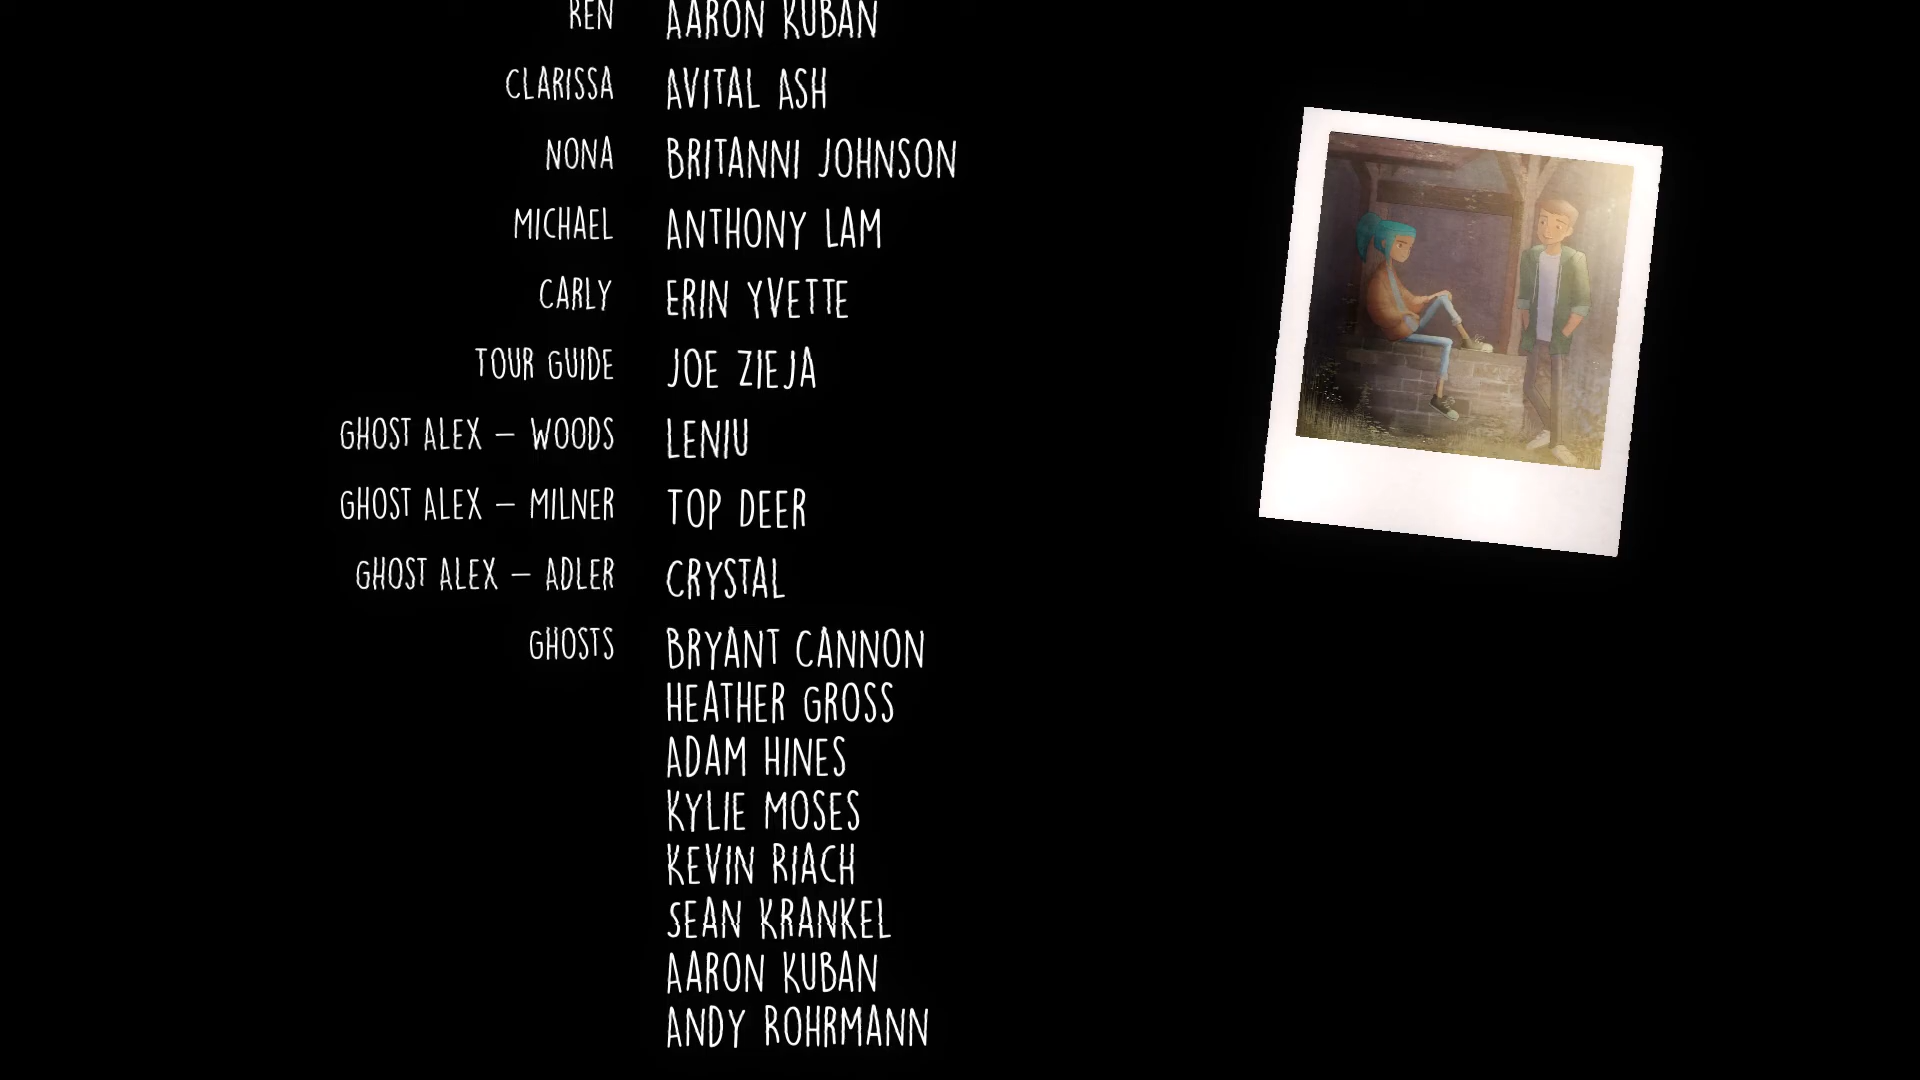 REN AARON KUBAN
CLARISSA AVITAL ASH
NONA BRITANNI JOHNSON
MICHAEL ANTHONY LAM
CARLY ERIN YVETTE
TOUR GUIDE JOE ZIEJA
GHOST ALEX – WOODS LENIU
GHOST ALEX – MILNER TOP DEER
GHOST ALEX – ADLER CRYSTAL
GHOSTS BRYANT CANNON
HEATHER GROSS
ADAM HINES
KYLIE MOSES
KEVIN RIACH
SEAN KRANKEL
AARON KUBAN
ANDY ROHRMANN